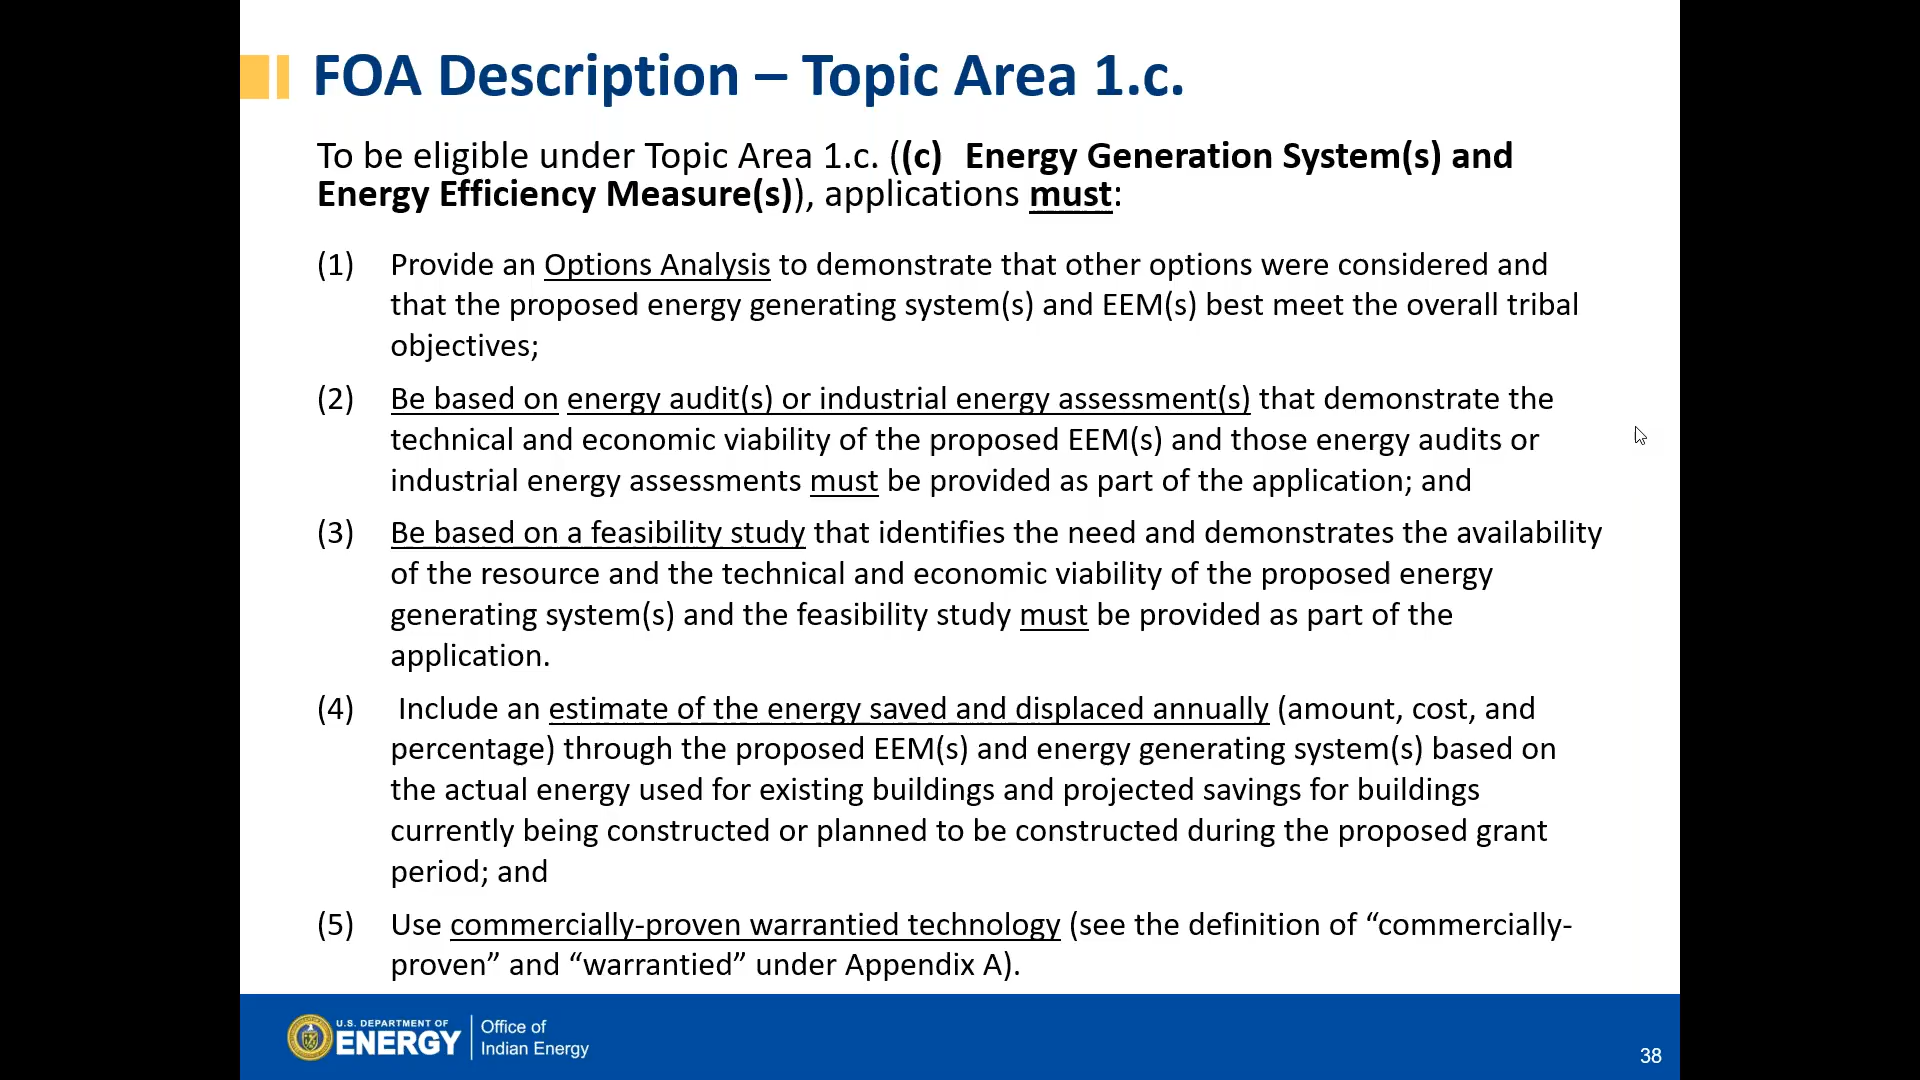 FOA Description – Topic Area 1.c.
To be eligible under Topic Area 1.c. ((c) Energy Generation System(s) and
Energy Efficiency Measure(s)), applications must:
(1) Provide an Options Analysis to demonstrate that other options were considered and
that the proposed energy generating system(s) and EEM(s) best meet the overall tribal
objectives;
(2) Be based on energy audit(s) or industrial energy assessment(s) that demonstrate the
technical and economic viability of the proposed EEM(s) and those energy audits or
industrial energy assessments must be provided as part of the application; and
(3) Be based on a feasibility study that identifies the need and demonstrates the availability
of the resource and the technical and economic viability of the proposed energy
generating system(s) and the feasibility study must be provided as part of the
application.
(4) Include an estimate of the energy saved and displaced annually (amount, cost, and
percentage) through the proposed EEM(s) and energy generating system(s) based on
the actual energy used for existing buildings and projected savings for buildings
currently being constructed or planned to be constructed during the proposed grant
period; and
(5) Use commercially-proven warrantied technology (see the definition of “commercially-
proven” and “warrantied” under Appendix A).
U.S. DEPARTMENT OF
ENERGY
Office of
Indian Energy
38